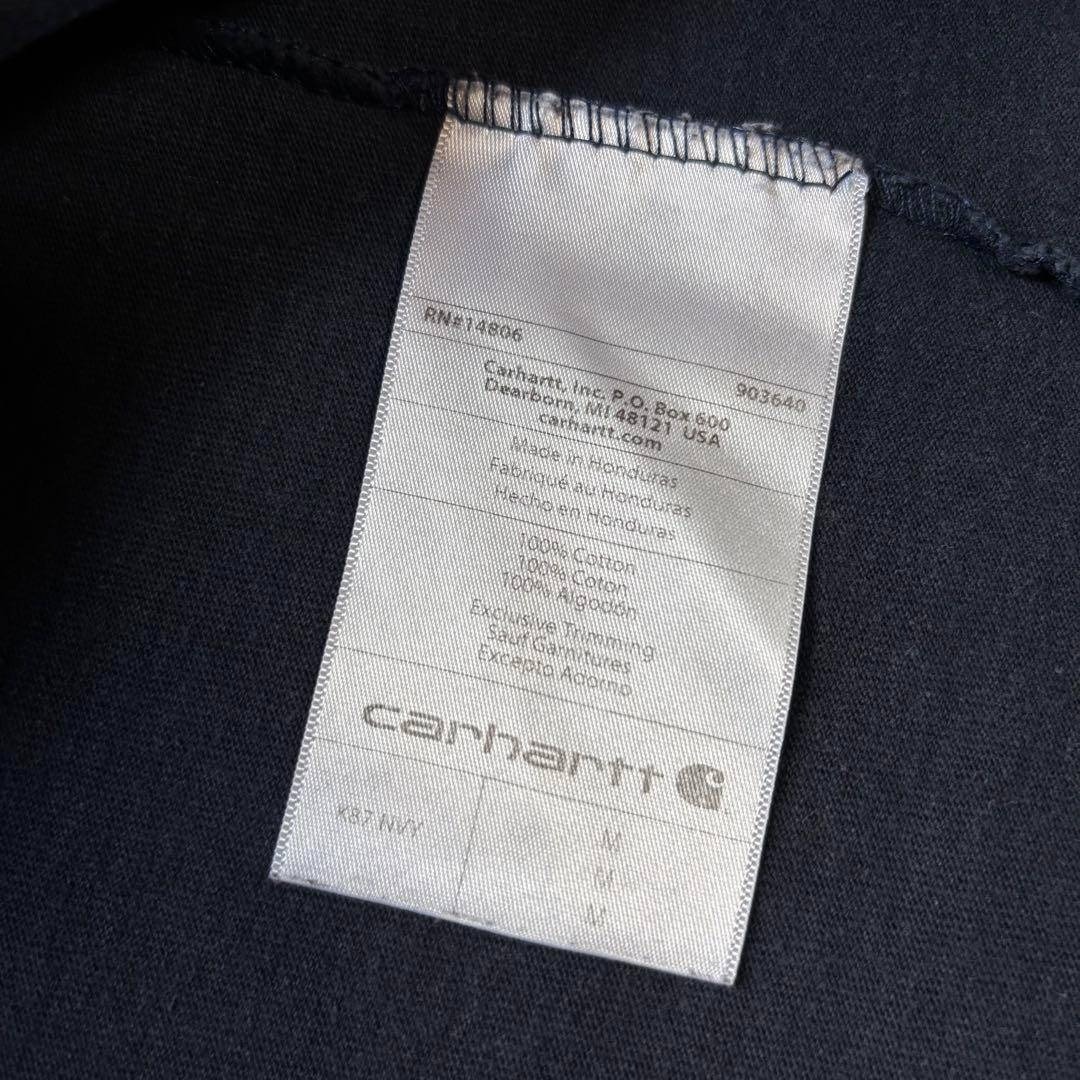 RN#14806
903640
Carhartt, Inc. P.O. Box 600
Dearborn, MI 48121 USA
carhartt.com
Made in Honduras
Fabriqué au Honduras
Hecho en Honduras
100% Cotton
100% Coton
100% Algodón
Exclusive Trimming
Sauf Garnitures
Excepto Adorno
carhartt
K87 NVY
M
M
M